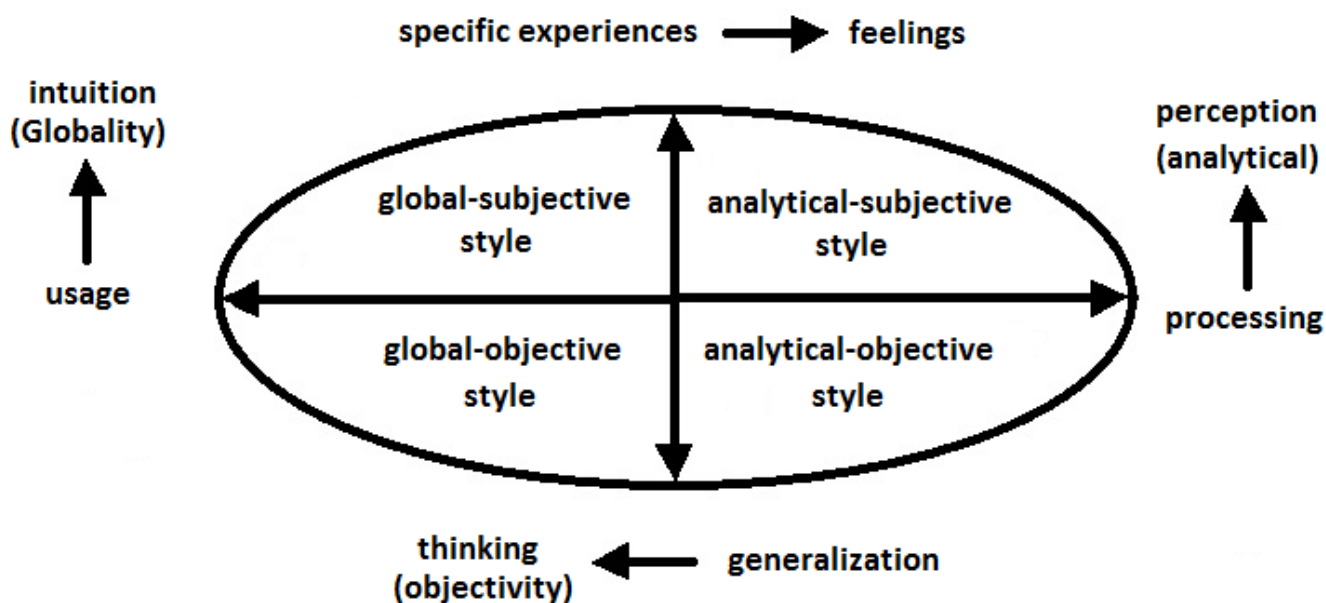 specific experiences feelings
intuition
(Globality)
perception
(analytical)
global-subjective
style
analytical-subjective
style
usage
processing
global-objective
style
analytical-objective
style
thinking
(objectivity)
generalization